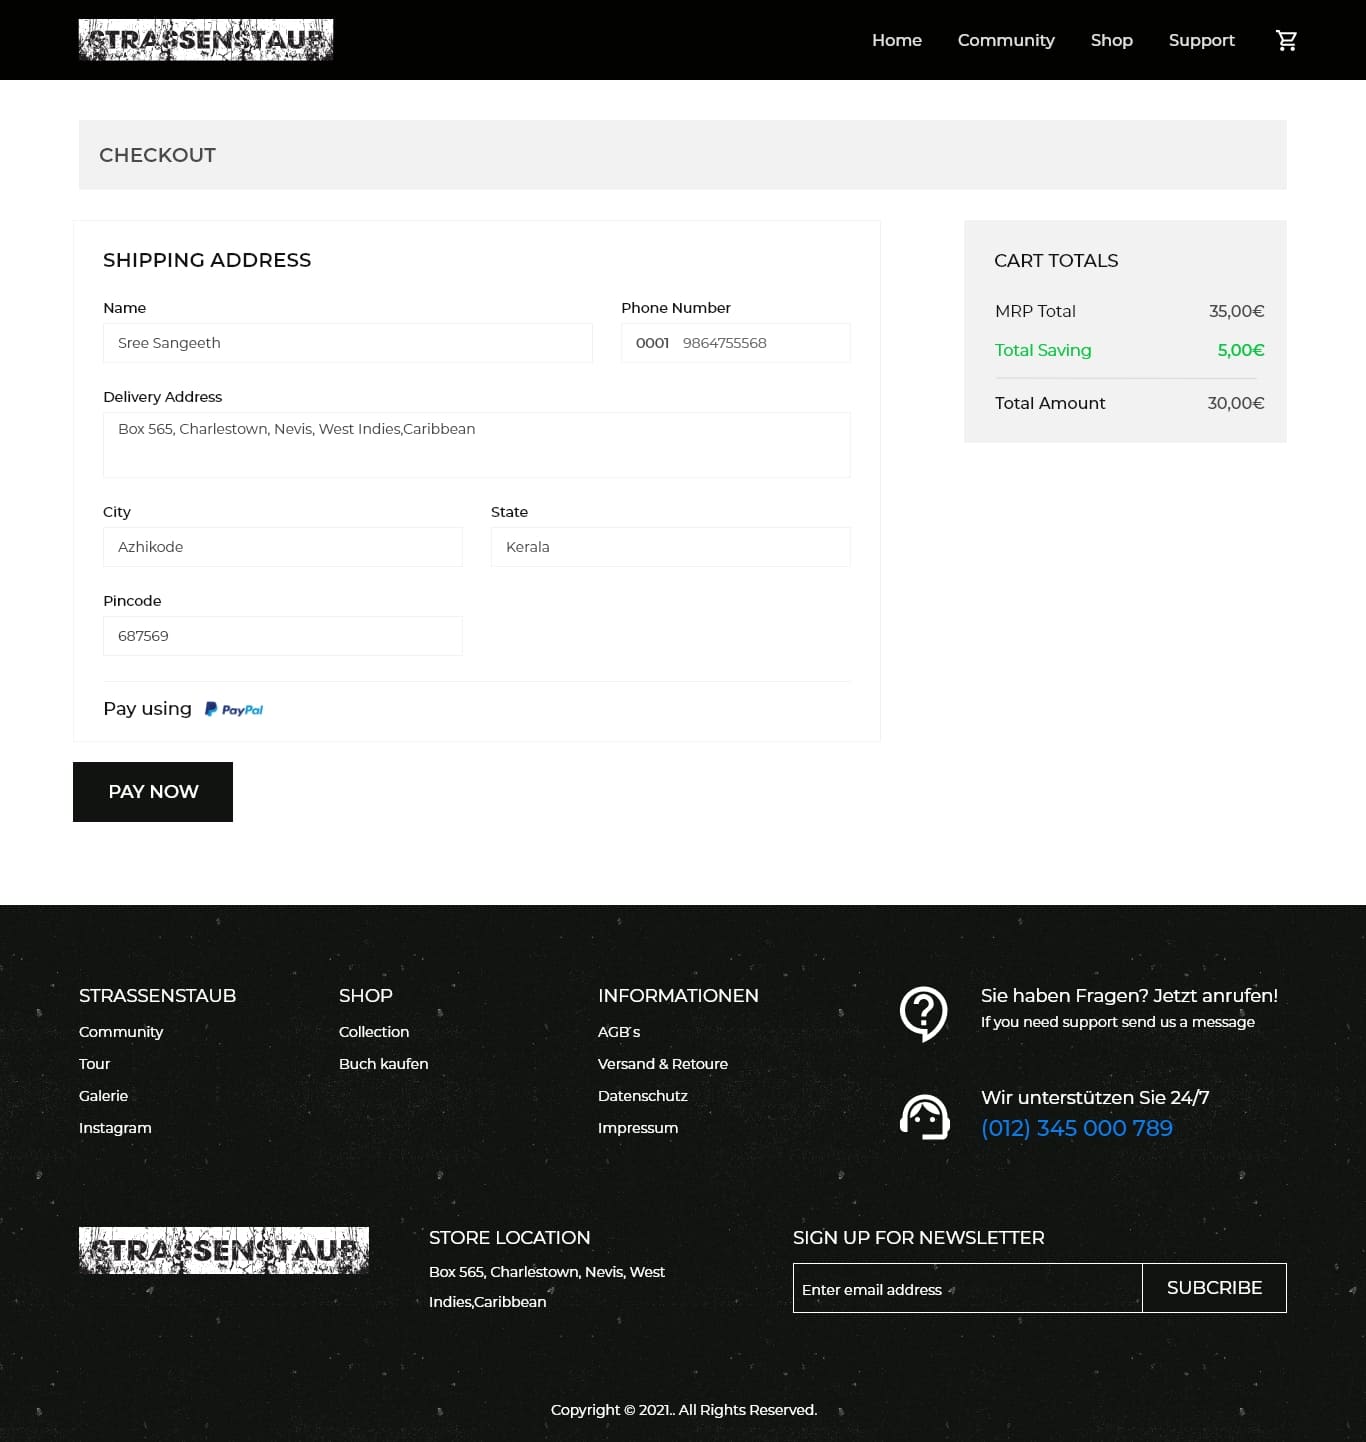 STRASSENSTAUB
Home Community Shop Support
CHECKOUT
SHIPPING ADDRESS
Name Phone Number
Sree Sangeeth 0001 9864755568
Delivery Address
Box 565, Charlestown, Nevis, West Indies,Caribbean
City State
Azhikode Kerala
Pincode
687569
Pay using PayPal
PAY NOW
CART TOTALS
MRP Total 35,00€
Total Saving 5,00€
Total Amount 30,00€
STRASSENSTAUB
Community
Tour
Galerie
Instagram
SHOP
Collection
Buch kaufen
INFORMATIONEN
AGB´s
Versand & Retoure
Datenschutz
Impressum
Sie haben Fragen? Jetzt anrufen!
If you need support send us a message
Wir unterstützen Sie 24/7
(012) 345 000 789
STRASSENSTAUB
STORE LOCATION
Box 565, Charlestown, Nevis, West
Indies,Caribbean
SIGN UP FOR NEWSLETTER
Enter email address SUBCRIBE
Copyright © 2021.. All Rights Reserved.